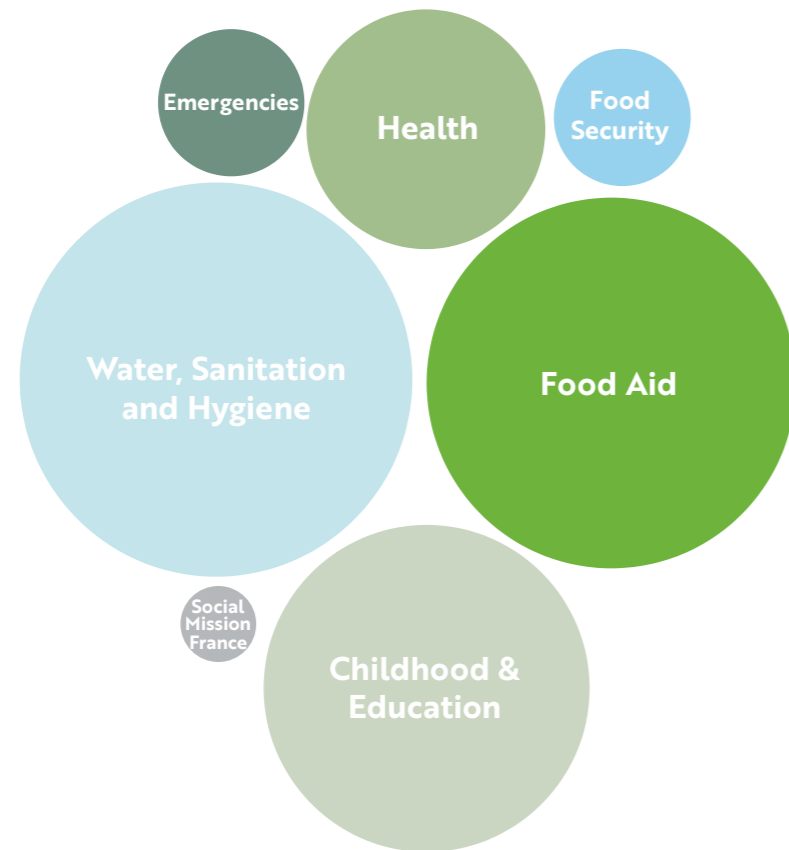 Emergencies
Health
Food
Security
Water, Sanitation
and Hygiene
Food Aid
Social
Mission
France
Childhood &
Education